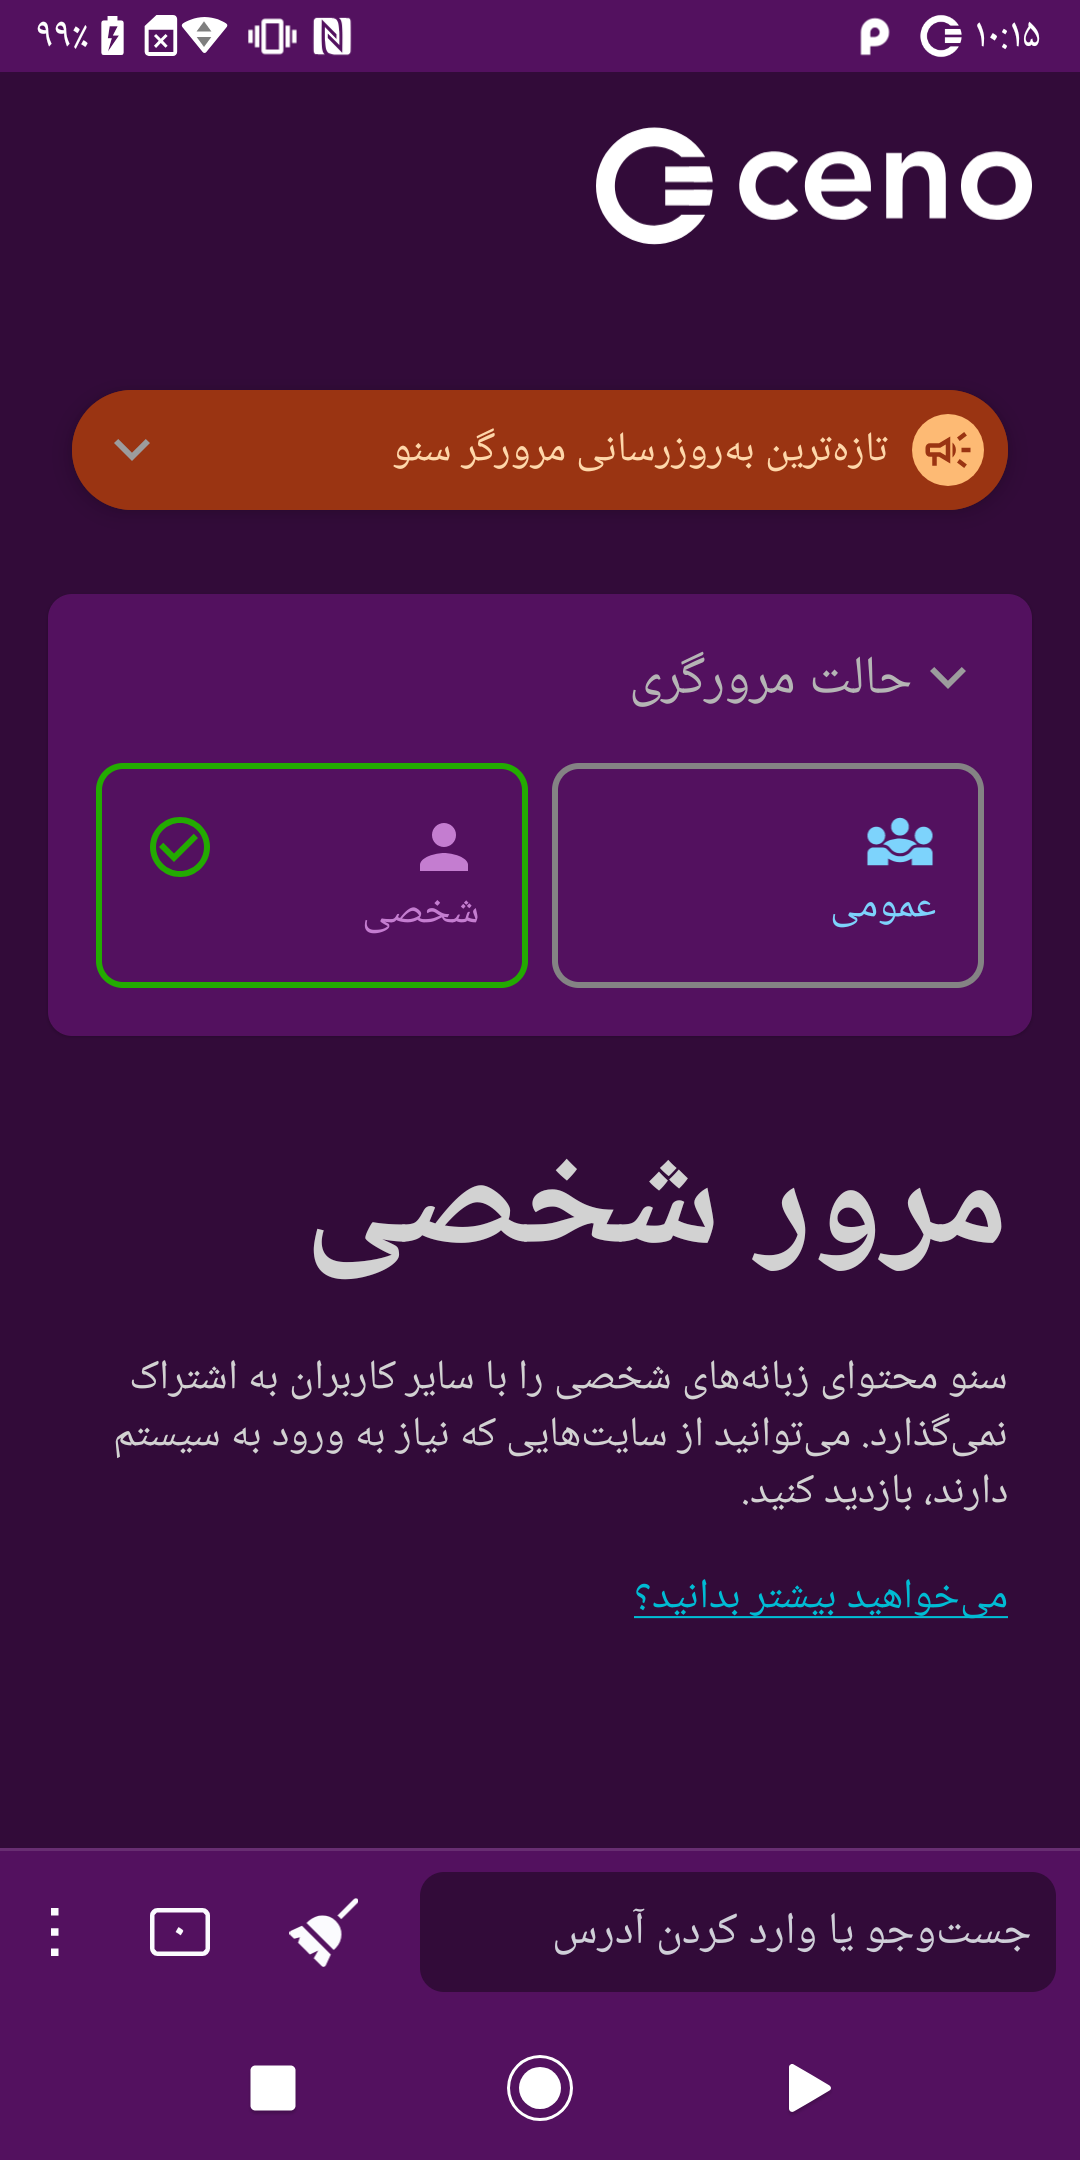 ۱۰:۱۵
۹۹٪
ceno
تازه‌ترین به‌روزرسانی مرورگر سنو
حالت مرورگری
عمومی
شخصی
مرور شخصی
سنو محتوای زبانه‌های شخصی را با سایر کاربران به اشتراک
نمی‌گذارد. می‌توانید از سایت‌هایی که نیاز به ورود به سیستم
دارند، بازدید کنید.
می‌خواهید بیشتر بدانید؟
جست‌وجو یا وارد کردن آدرس
۰